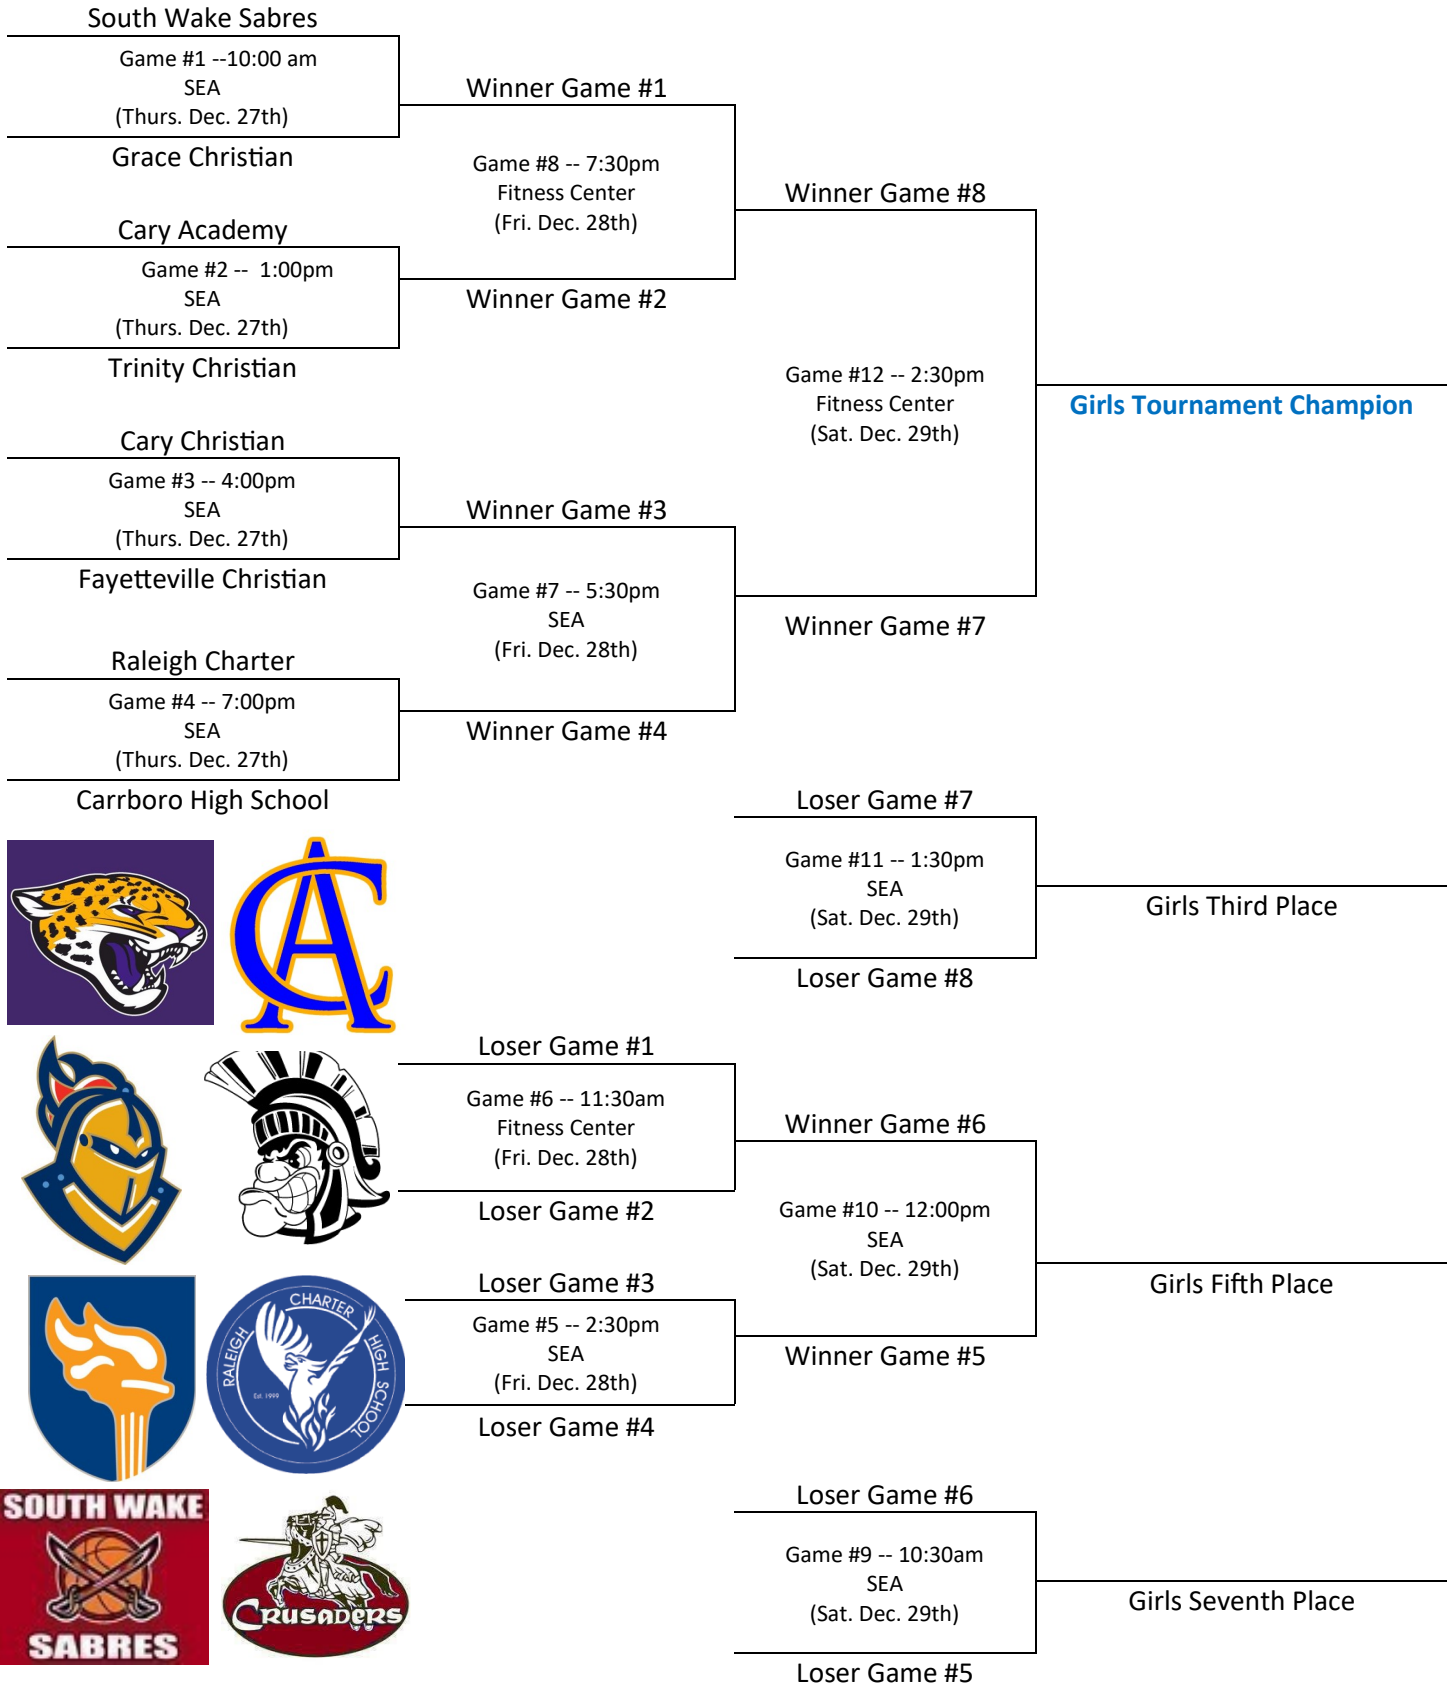 South Wake Sabres
Game #1 --10:00 am
SEA
(Thurs. Dec. 27th)
Grace Christian
Winner Game #1
Game #8 -- 7:30pm
Fitness Center
(Fri. Dec. 28th)
Winner Game #2
Cary Academy
Game #2 --  1:00pm
SEA
(Thurs. Dec. 27th)
Trinity Christian
Winner Game #8
Game #12 -- 2:30pm
Fitness Center
(Sat. Dec. 29th)
Winner Game #7
Girls Tournament Champion
Cary Christian
Game #3 -- 4:00pm
SEA
(Thurs. Dec. 27th)
Fayetteville Christian
Winner Game #3
Game #7 -- 5:30pm
SEA
(Fri. Dec. 28th)
Winner Game #4
Raleigh Charter
Game #4 -- 7:00pm
SEA
(Thurs. Dec. 27th)
Carrboro High School
Loser Game #7
Game #11 -- 1:30pm
SEA
(Sat. Dec. 29th)
Loser Game #8
Girls Third Place
CA
Loser Game #1
Game #6 -- 11:30am
Fitness Center
(Fri. Dec. 28th)
Loser Game #2
Winner Game #6
Game #10 -- 12:00pm
SEA
(Sat. Dec. 29th)
Winner Game #5
Girls Fifth Place
Loser Game #3
Game #5 -- 2:30pm
SEA
(Fri. Dec. 28th)
Loser Game #4
RALEIGH CHARTER HIGH SCHOOL
Est. 1999
SOUTH WAKE
SABRES
CRUSADERS
Loser Game #6
Game #9 -- 10:30am
SEA
(Sat. Dec. 29th)
Loser Game #5
Girls Seventh Place